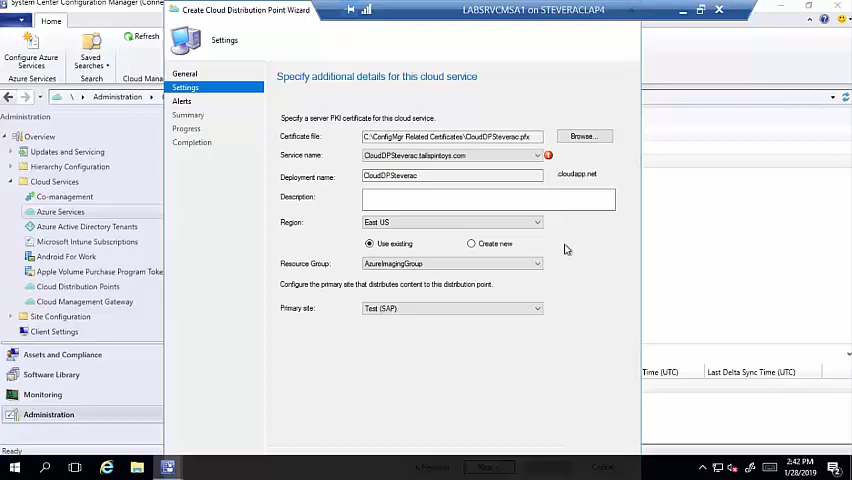 System Center Configuration Manager (Conn
Create Cloud Distribution Point Wizard
LABSRVCMSA1 on STEVERACLAP4
Home
Configure Azure
Services
Azure Services
Saved
Searches
Search
Refresh
Cloud Mana
Administration
Administration
Overview
Updates and Servicing
Hierarchy Configuration
Cloud Services
Co-management
Azure Services
Azure Active Directory Tenants
Microsoft Intune Subscriptions
Android For Work
Apple Volume Purchase Program Toke
Cloud Distribution Points
Cloud Management Gateway
Site Configuration
Client Settings
Assets and Compliance
Software Library
Monitoring
Administration
Ready
Settings
General
Settings
Alerts
Summary
Progress
Completion
Specify additional details for this cloud service
Specify a server PKI certificate for this cloud service.
Certificate file: C:\ConfigMgr Related Certificates\CloudDPSteverac.pfx Browse...
Service name: CloudDPSteverac.tailspintoys.com
Deployment name: CloudDPSteverac .cloudapp.net
Description:
Region: East US
Use existing Create new
Resource Group: AzureImagingGroup
Configure the primary site that distributes content to this distribution point.
Primary site: Test (SAP)
Time (UTC) Last Delta Sync Time (UTC)
2:42 PM
1/28/2019
2